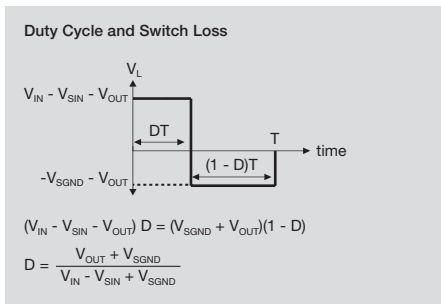 Duty Cycle and Switch Loss
V_L
V_IN - V_SIN - V_OUT
DT
T
time
(1 - D)T
-V_SGND - V_OUT
(V_IN - V_SIN - V_OUT) D = (V_SGND + V_OUT)(1 - D)
D = V_OUT + V_SGND
V_IN - V_SIN + V_SGND